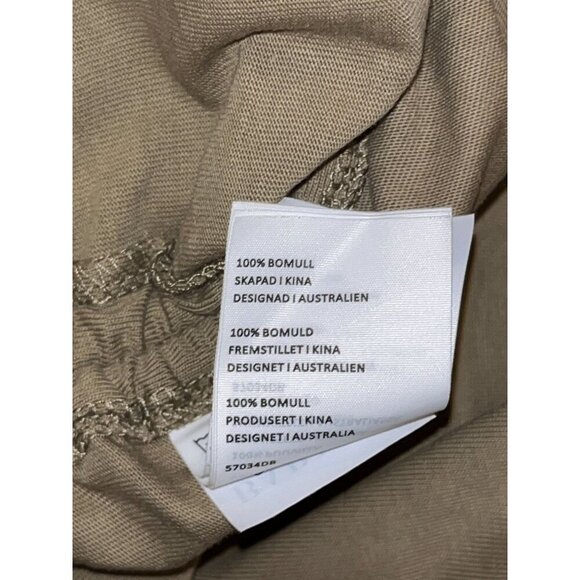 100% BOMULL
SKAPAD I KINA
DESIGNAD I AUSTRALIEN
100% BOMULD
FREMSTILLET I KINA
DESIGNET I AUSTRALIEN
100% BOMULL
PRODUSERT I KINA
DESIGNET I AUSTRALIA
57034DB